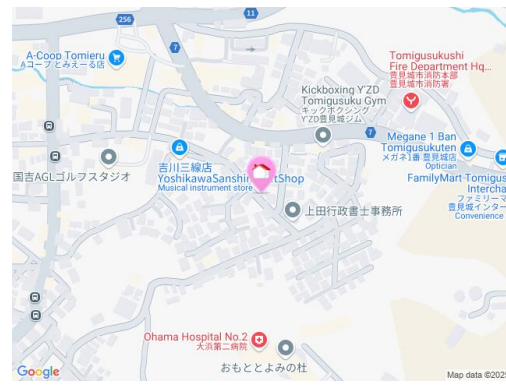 256
11
A-Coop Tomieru
Aコープとみえーる店
7
Tomigusukushi
Fire Department Hq...
豊見城市消防本部
豊見城市消防署
Kickboxing Y'ZD
Tomigusuku Gym
キックボクシング
Y'ZD豊見城ジム
7
Megane 1 Ban
Tomigusukuten
メガネ1番 豊見城店
Optician
国吉AGLゴルフスタジオ
吉川三線店
YoshikawaSanshin
tShop
Musical instrument store
FamilyMart Tomigus
Intercha
ファミリーマ
豊見城インター
Convenience
上田行政書士事務所
Ohama Hospital No.2
大浜第二病院
おもととよみの杜
Google
Map data ©2025